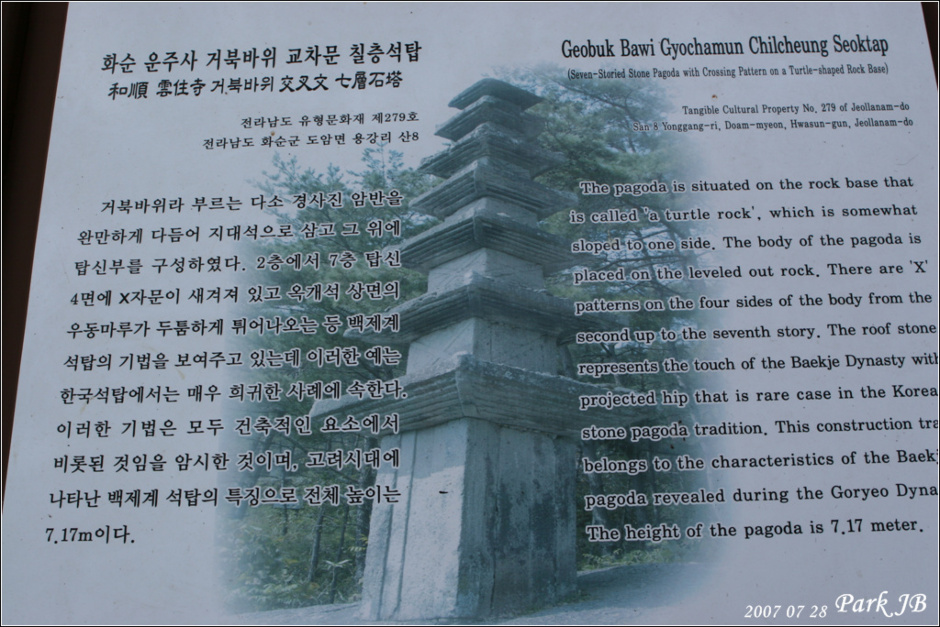 화순 운주사 거북바위 교차문 칠층석탑
和順 雲住寺 거북바위 交叉文 七層石塔
전라남도 유형문화재 제279호
전라남도 화순군 도암면 용강리 산8
거북바위라 부르는 다소 경사진 암반을
완만하게 다듬어 지대석으로 삼고 그 위에
탑신부를 구성하였다. 2층에서 7층 탑신
4면에 X자문이 새겨져 있고 옥개석 상면의
우동마루가 두툼하게 튀어나오는 등 백제계
석탑의 기법을 보여주고 있는데 이러한 예는
한국석탑에서는 매우 희귀한 사례에 속한다.
이러한 기법은 모두 건축적인 요소에서
비롯된 것임을 암시한 것이며, 고려시대에
나타난 백제계 석탑의 특징으로 전체 높이는
7.17m이다.
Geobuk Bawi Gyochamun Chilcheung Seoktap
(Seven-Storied Stone Pagoda with Crossing Pattern on a Turtle-shaped Rock Base)
Tangible Cultural Property No. 279 of Jeollanam-do
San 8 Yonggang-ri, Doam-myeon, Hwasun-gun, Jeollanam-do
The pagoda is situated on the rock base that
is called 'a turtle rock', which is somewhat
sloped to one side. The body of the pagoda is
placed on the leveled out rock. There are 'X'
patterns on the four sides of the body from the
second up to the seventh story. The roof stone
represents the touch of the Baekje Dynasty with
projected hip that is rare case in the Korea
stone pagoda tradition. This construction tra
belongs to the characteristics of the Baekj
pagoda revealed during the Goryeo Dyna
The height of the pagoda is 7.17 meter.
2007 07 28 Park JB